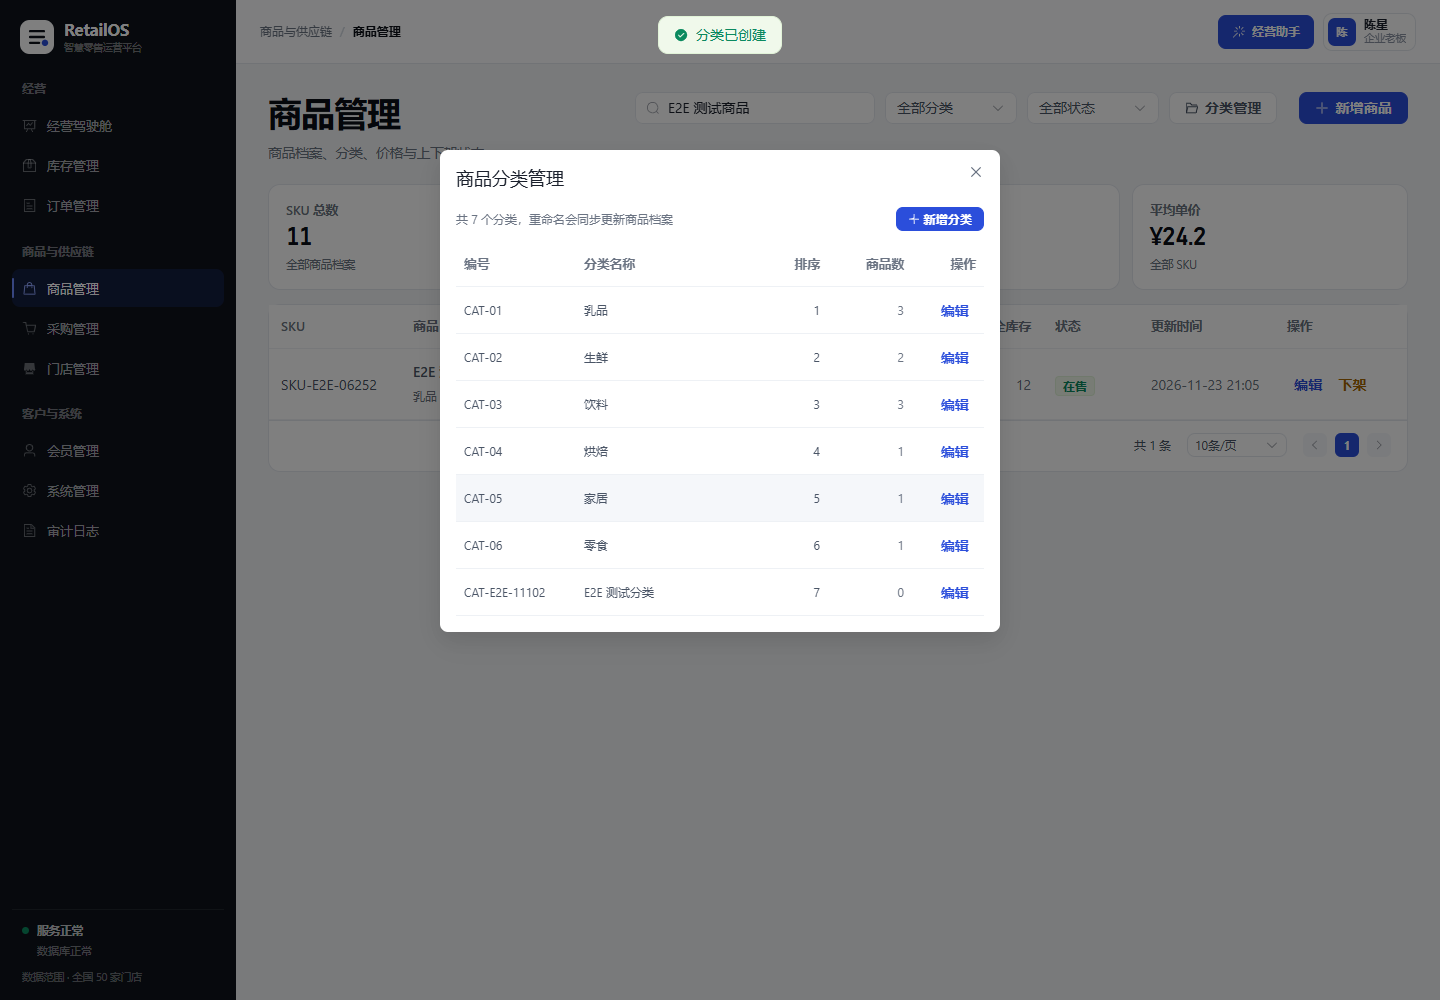 RetailOS
智慧零售运营平台
经营
经营驾驶舱
库存管理
订单管理
商品与供应链
商品管理
采购管理
门店管理
客户与系统
会员管理
系统管理
审计日志
服务正常
数据库正常
数据范围 · 全国 50 家门店
商品与供应链 / 商品管理
分类已创建
经营助手
陈
陈星
企业老板
商品管理
商品档案、分类、价格与上下架状态
E2E 测试商品
全部分类
全部状态
分类管理
新增商品
SKU 总数
11
全部商品档案
平均单价
¥24.2
全部 SKU
SKU 商品 全库存 状态 更新时间 操作
SKU-E2E-06252 E2E 12 在售 2026-11-23 21:05 编辑 下架
乳品
共 1 条 10条/页 1
商品分类管理
共 7 个分类，重命名会同步更新商品档案
新增分类
编号 分类名称 排序 商品数 操作
CAT-01 乳品 1 3 编辑
CAT-02 生鲜 2 2 编辑
CAT-03 饮料 3 3 编辑
CAT-04 烘焙 4 1 编辑
CAT-05 家居 5 1 编辑
CAT-06 零食 6 1 编辑
CAT-E2E-11102 E2E 测试分类 7 0 编辑